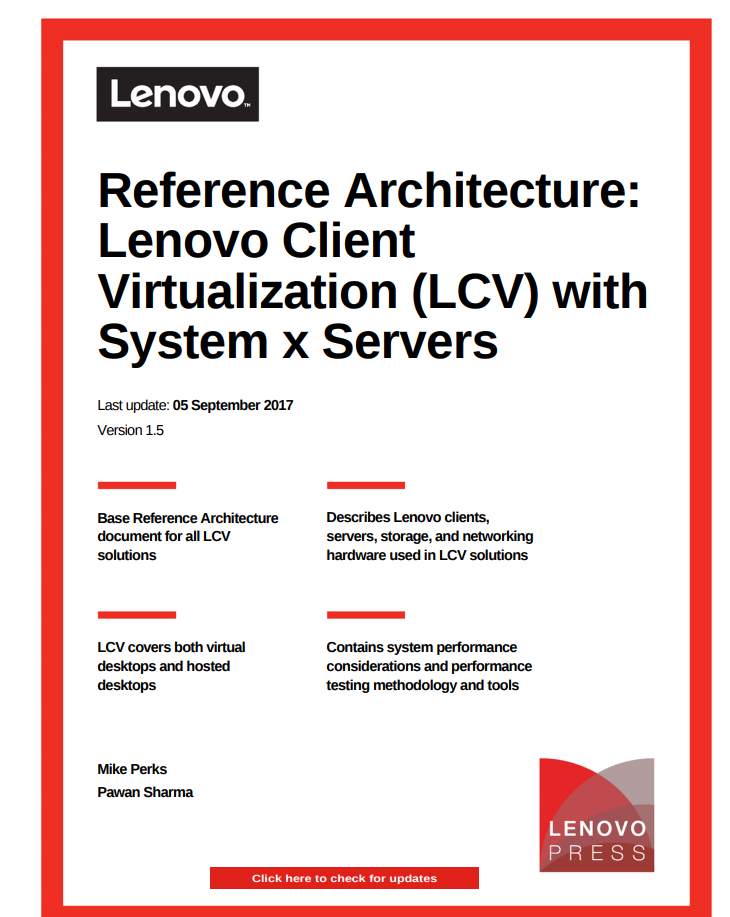 Lenovo™
Reference Architecture:
Lenovo Client
Virtualization (LCV) with
System x Servers
Last update: 05 September 2017
Version 1.5
Base Reference Architecture
document for all LCV
solutions
Describes Lenovo clients,
servers, storage, and networking
hardware used in LCV solutions
LCV covers both virtual
desktops and hosted
desktops
Contains system performance
considerations and performance
testing methodology and tools
Mike Perks
Pawan Sharma
LENOVO
PRESS
Click here to check for updates